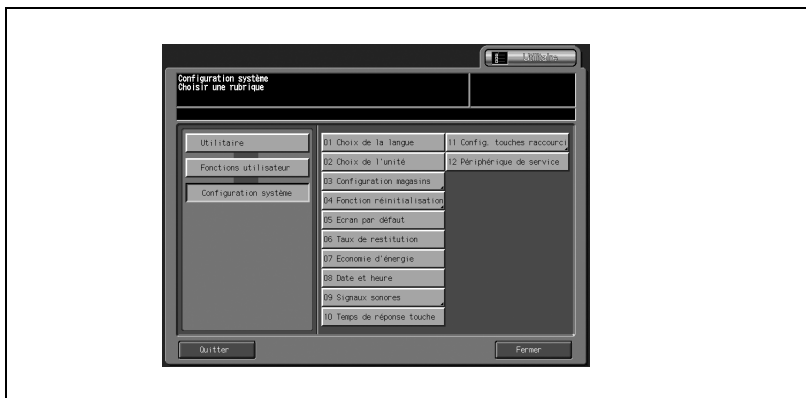 Utilitaire
Configuration système
Choisir une rubrique
Utilitaire
Fonctions utilisateur
Configuration système
01 Choix de la langue
02 Choix de l'unité
03 Configuration magasins
04 Fonction réinitialisation
05 Ecran par défaut
06 Taux de restitution
07 Economie d'énergie
08 Date et heure
09 Signaux sonores
10 Temps de réponse touche
11 Config. touches raccourci
12 Périphérique de service
Quitter
Fermer